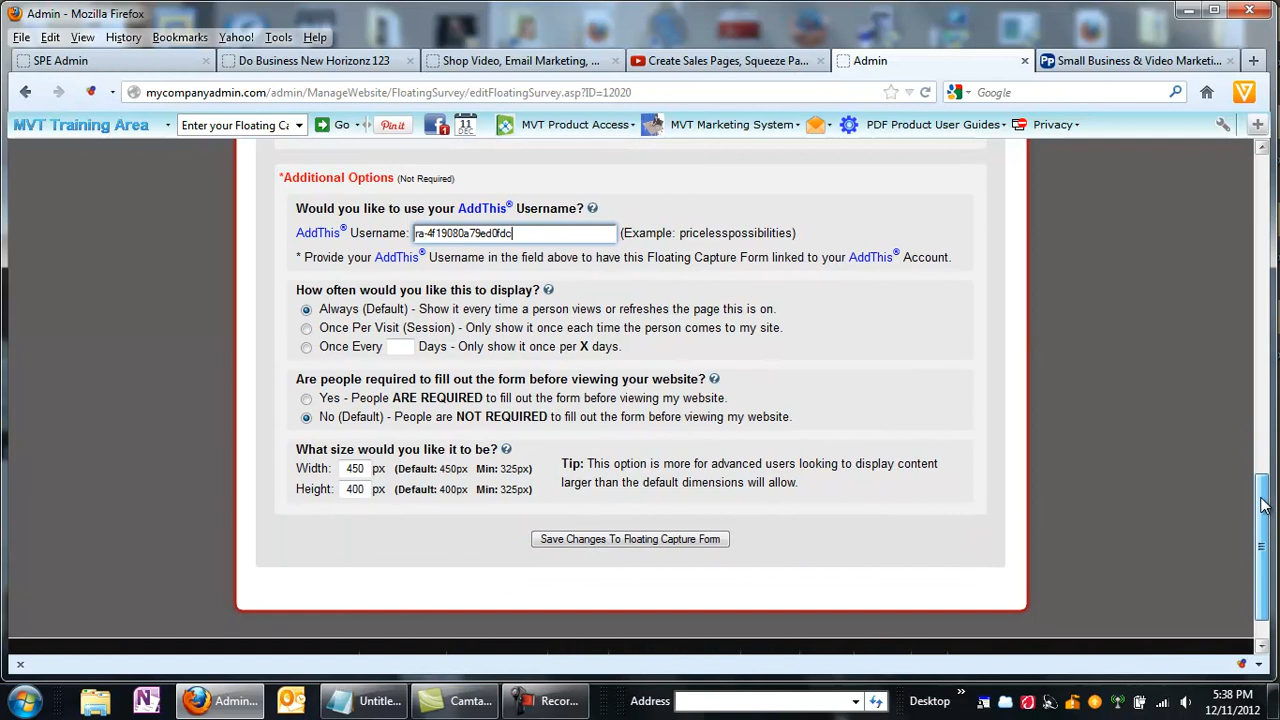 Admin - Mozilla Firefox
File Edit View History Bookmarks Yahoo! Tools Help
SPE Admin Do Business New Horizonz 123 Shop Video, Email Marketing, ... Create Sales Pages, Squeeze Pa... Admin Small Business & Video Marketi...
mycompanyadmin.com/admin/ManageWebsite/FloatingSurvey/editFloatingSurvey.asp?ID=12020 Google
MVT Training Area Enter your Floating Ca Go Pin it 11 DEC MVT Product Access MVT Marketing System PDF Product User Guides Privacy
*Additional Options (Not Required)
Would you like to use your AddThis® Username?
AddThis® Username: ra-4f19080a79ed0fdc (Example: pricelesspossibilities)
* Provide your AddThis® Username in the field above to have this Floating Capture Form linked to your AddThis® Account.
How often would you like this to display?
Always (Default) - Show it every time a person views or refreshes the page this is on.
Once Per Visit (Session) - Only show it once each time the person comes to my site.
Once Every Days - Only show it once per X days.
Are people required to fill out the form before viewing your website?
Yes - People ARE REQUIRED to fill out the form before viewing my website.
No (Default) - People are NOT REQUIRED to fill out the form before viewing my website.
What size would you like it to be?
Width: 450 px (Default: 450px Min: 325px) Tip: This option is more for advanced users looking to display content
Height: 400 px (Default: 400px Min: 325px) larger than the default dimensions will allow.
Save Changes To Floating Capture Form
Admin... Untitle... Camta... Recor... Address Desktop 5:38 PM
12/11/2012